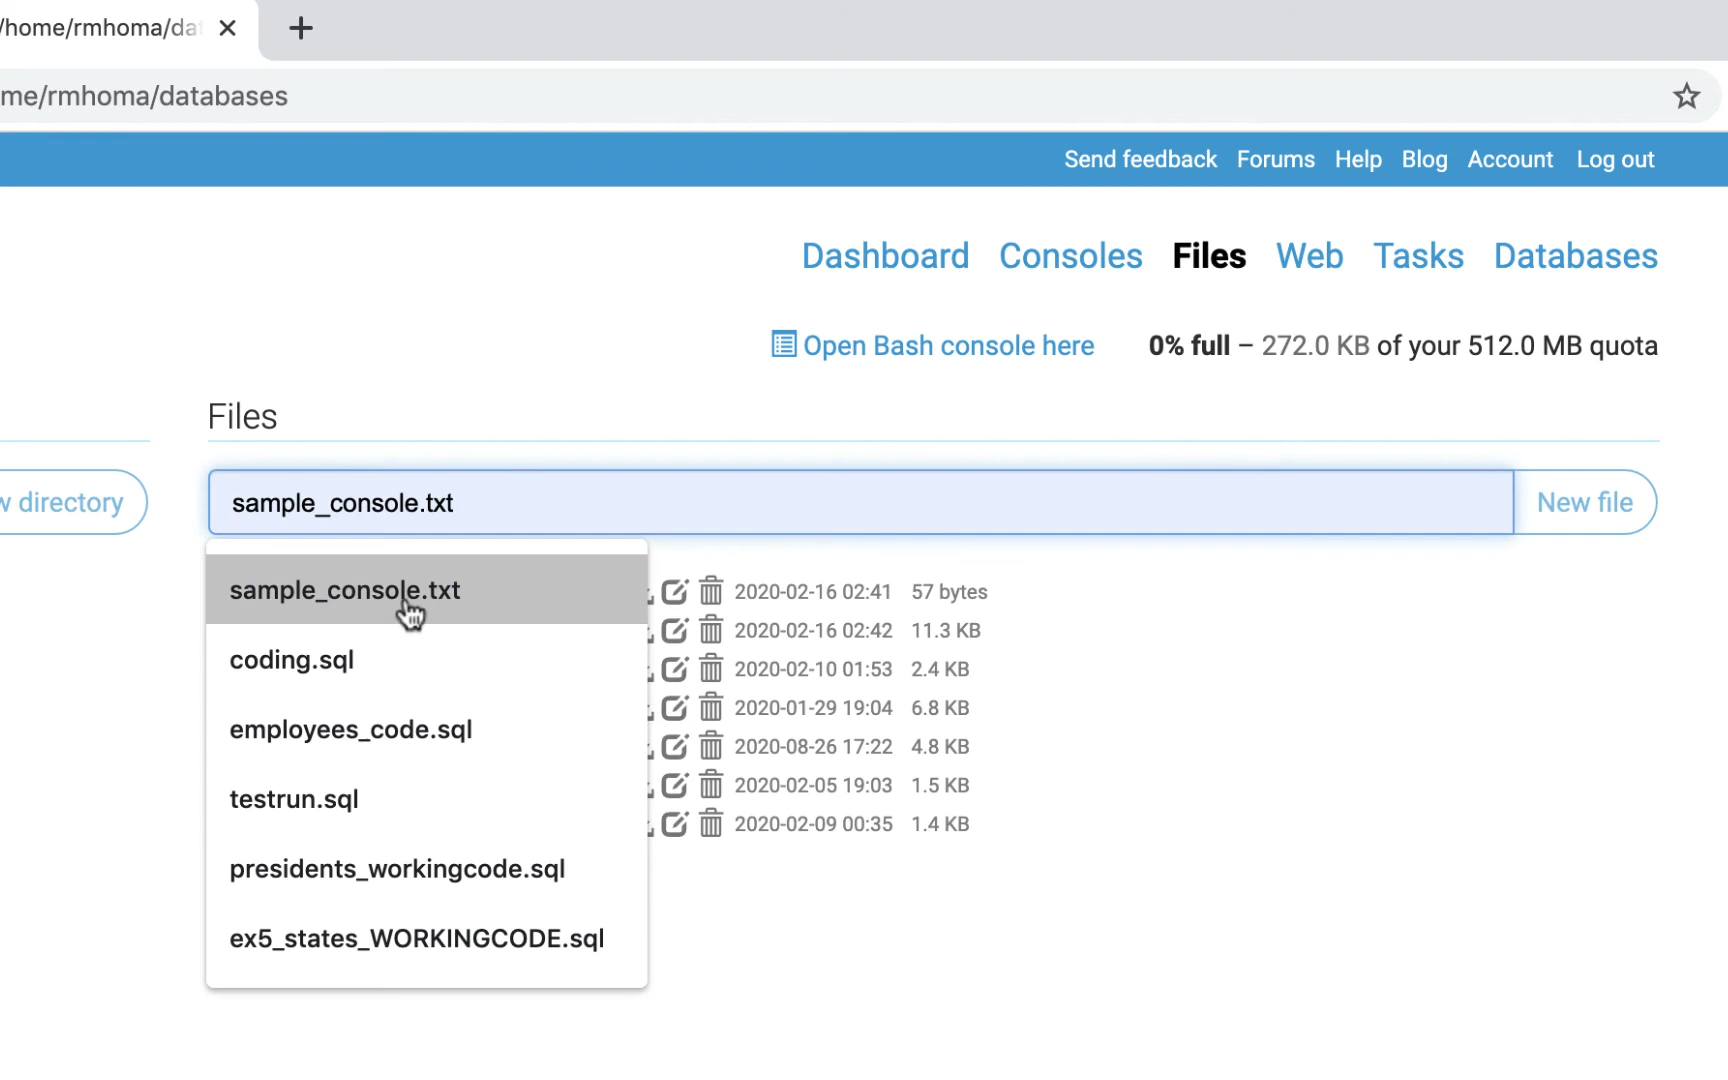 /home/rmhoma/dat
me/rmhoma/databases
Send feedback Forums Help Blog Account Log out
Dashboard Consoles Files Web Tasks Databases
Open Bash console here 0% full – 272.0 KB of your 512.0 MB quota
Files
w directory
sample_console.txt
New file
sample_console.txt
coding.sql
employees_code.sql
testrun.sql
presidents_workingcode.sql
ex5_states_WORKINGCODE.sql
2020-02-16 02:41 57 bytes
2020-02-16 02:42 11.3 KB
2020-02-10 01:53 2.4 KB
2020-01-29 19:04 6.8 KB
2020-08-26 17:22 4.8 KB
2020-02-05 19:03 1.5 KB
2020-02-09 00:35 1.4 KB